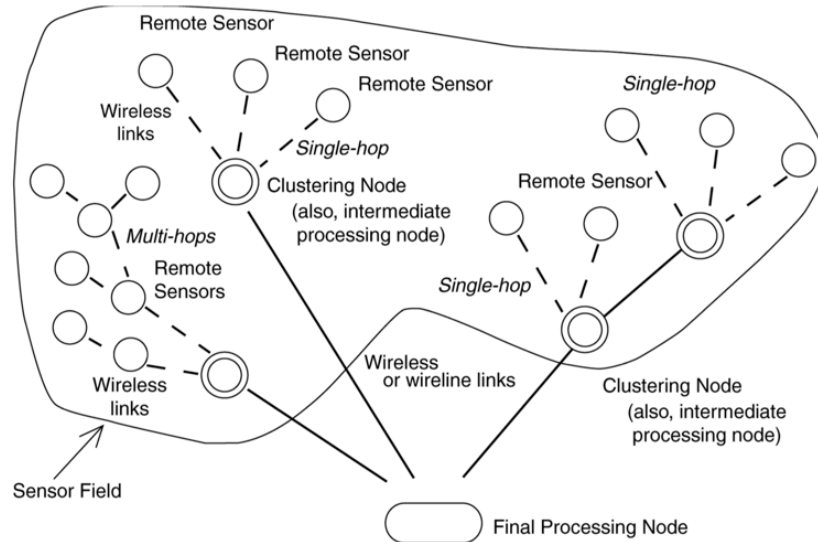 Remote Sensor
Remote Sensor
Remote Sensor
Single-hop
Wireless
links
Single-hop
Clustering Node
(also, intermediate
processing node)
Remote Sensor
Multi-hops
Remote
Sensors
Single-hop
Wireless
or wireline links
Wireless
links
Clustering Node
(also, intermediate
processing node)
Sensor Field
Final Processing Node